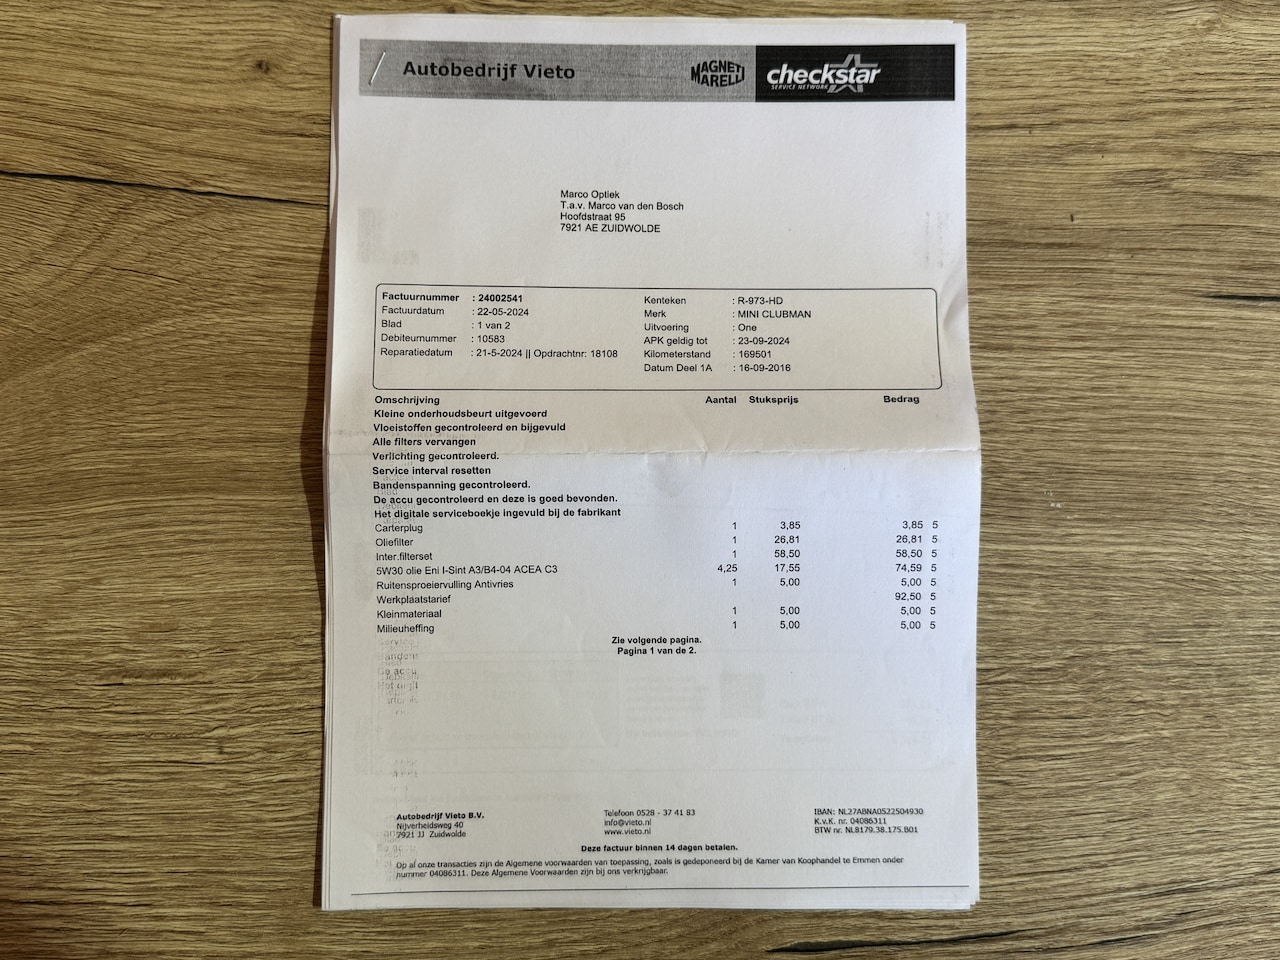 Autobedrijf Vieto
MAGNETI MARELLI
checkstar
SERVICE NETWORK
Marco Optiek
T.a.v. Marco van den Bosch
Hoofdstraat 95
7921 AE ZUIDWOLDE
Factuurnummer : 24002541
Factuurdatum : 22-05-2024
Blad : 1 van 2
Debiteurnummer : 10583
Reparatiedatum : 21-5-2024 || Opdrachtnr: 18108
Kenteken : R-973-HD
Merk : MINI CLUBMAN
Uitvoering : One
APK geldig tot : 23-09-2024
Kilometerstand : 169501
Datum Deel 1A : 16-09-2016
Omschrijving Aantal Stuksprijs Bedrag
Kleine onderhoudsbeurt uitgevoerd
Vloeistoffen gecontroleerd en bijgevuld
Alle filters vervangen
Verlichting gecontroleerd.
Service interval resetten
Bandenspanning gecontroleerd.
De accu gecontroleerd en deze is goed bevonden.
Het digitale serviceboekje ingevuld bij de fabrikant
Carterplug 1 3,85 3,85 5
Oliefilter 1 26,81 26,81 5
Inter.filterset 1 58,50 58,50 5
5W30 olie Eni I-Sint A3/B4-04 ACEA C3 4,25 17,55 74,59 5
Ruitensproeiervulling Antivries 1 5,00 5,00 5
Werkplaatstarief 92,50 5
Kleinmateriaal 1 5,00 5,00 5
Milieuheffing 1 5,00 5,00 5
Zie volgende pagina.
Pagina 1 van de 2.
Autobedrijf Vieto B.V.
Nijverheidsweg 40
7921 JJ Zuidwolde
Telefoon 0528 - 37 41 83
info@vieto.nl
www.vieto.nl
IBAN: NL27ABNA0522504930
K.v.K. nr. 04086311
BTW nr. NL8179.38.175.B01
Deze factuur binnen 14 dagen betalen.
Op al onze transacties zijn de Algemene voorwaarden van toepassing, zoals is gedeponeerd bij de Kamer van Koophandel te Emmen onder
nummer 04086311. Deze Algemene Voorwaarden zijn bij ons verkrijgbaar.